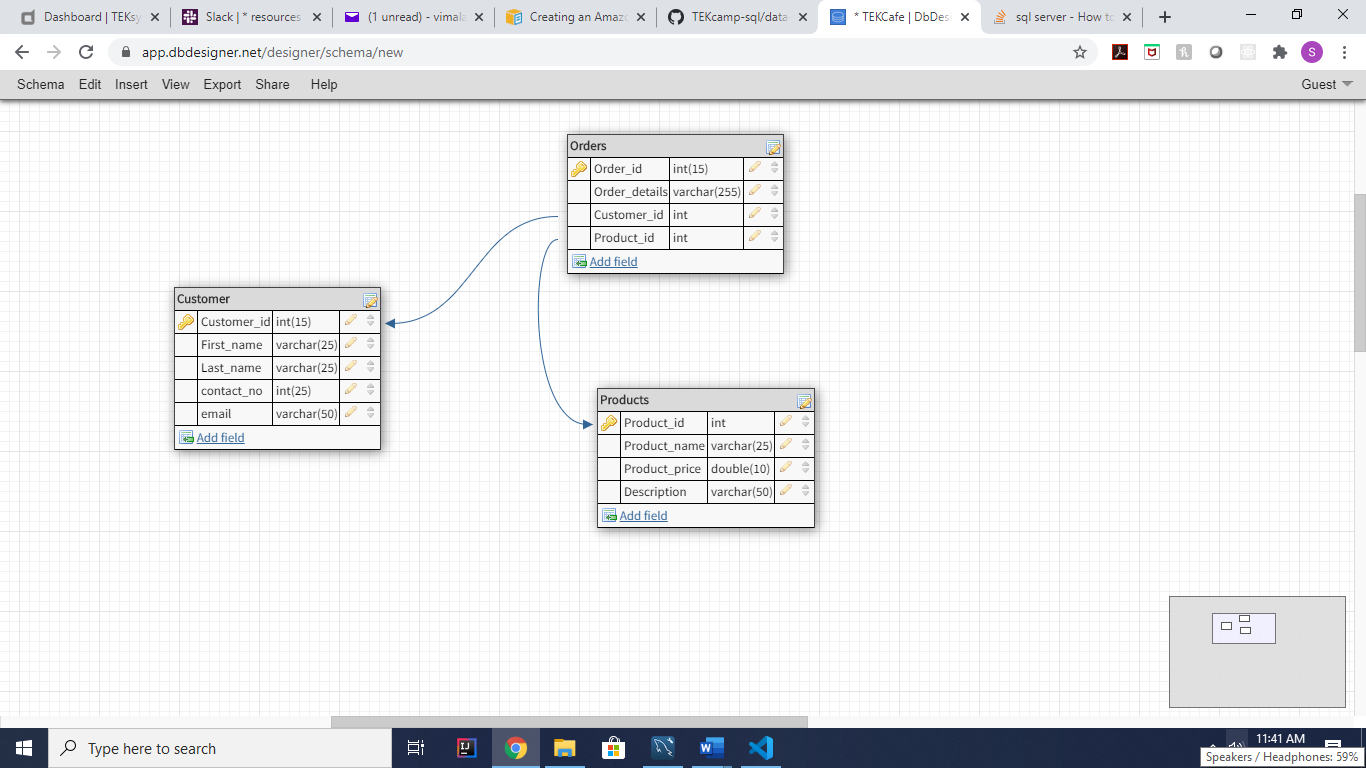 Dashboard | TEKsy
Slack | * resources
(1 unread) - vimala
Creating an Amazo
TEKcamp-sql/data
* TEKCafe | DbDes
sql server - How to
app.dbdesigner.net/designer/schema/new
S
Schema Edit Insert View Export Share Help
Guest
Orders
Order_id int(15)
Order_details varchar(255)
Customer_id int
Product_id int
Add field
Customer
Customer_id int(15)
First_name varchar(25)
Last_name varchar(25)
contact_no int(25)
email varchar(50)
Add field
Products
Product_id int
Product_name varchar(25)
Product_price double(10)
Description varchar(50)
Add field
Type here to search
11:41 AM
Speakers / Headphones: 59%